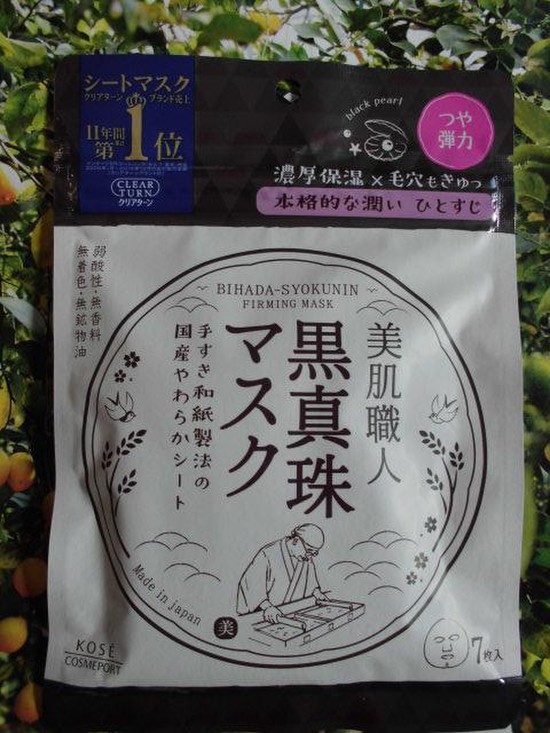 シートマスク
クリアターン ブランド売上
11年間
第1位
CLEAR
TURN
クリアターン
black pearl
つや
弾力
濃厚保湿×毛穴もきゅっ
本格的な潤い ひとすじ
弱酸性・無香料
無着色・無鉱物油
BIHADA-SYOKUNIN
FIRMING MASK
美肌職人
黒真珠
マスク
手すき和紙製法の
国産やわらかシート
Made in Japan
美
KOSÉ
COSMEPORT
7枚入